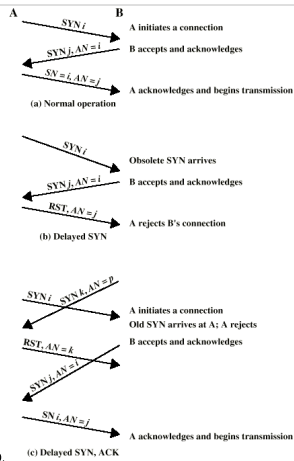 A B
SYN i
A initiates a connection
SYN j, AN = i
B accepts and acknowledges
SN = i, AN = j
A acknowledges and begins transmission
(a) Normal operation
SYN i
Obsolete SYN arrives
SYN j, AN = i
B accepts and acknowledges
RST, AN = j
A rejects B's connection
(b) Delayed SYN
SYN k, AN = p
SYN i
A initiates a connection
Old SYN arrives at A; A rejects
RST, AN = k
B accepts and acknowledges
SYN j, AN = i
SN i, AN = j
A acknowledges and begins transmission
(c) Delayed SYN, ACK